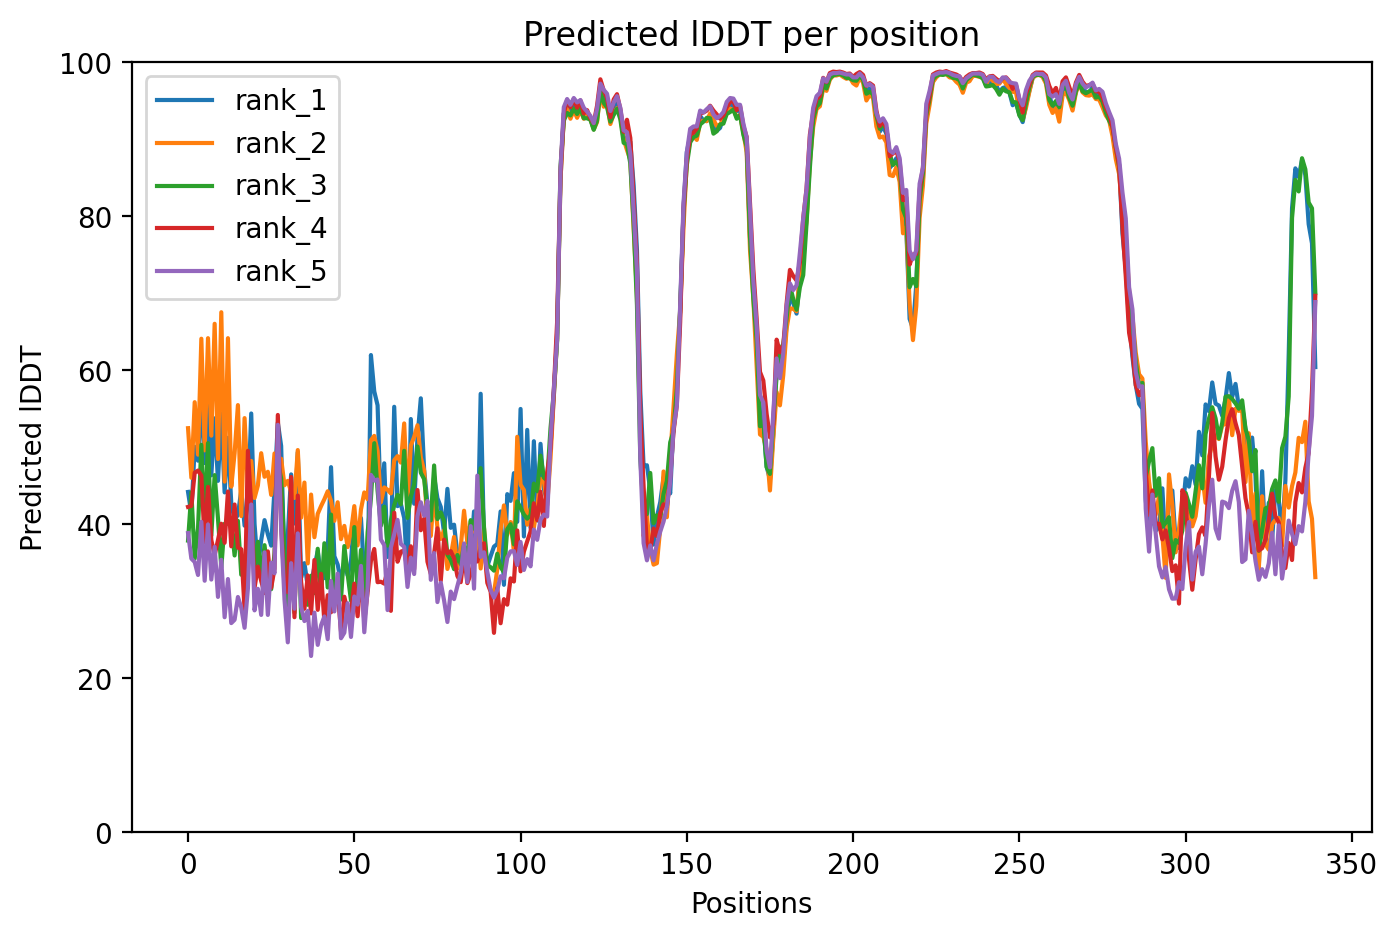 Predicted lDDT per position
100
80
60
40
20
0
Predicted lDDT
rank_1
rank_2
rank_3
rank_4
rank_5
0 50 100 150 200 250 300 350
Positions